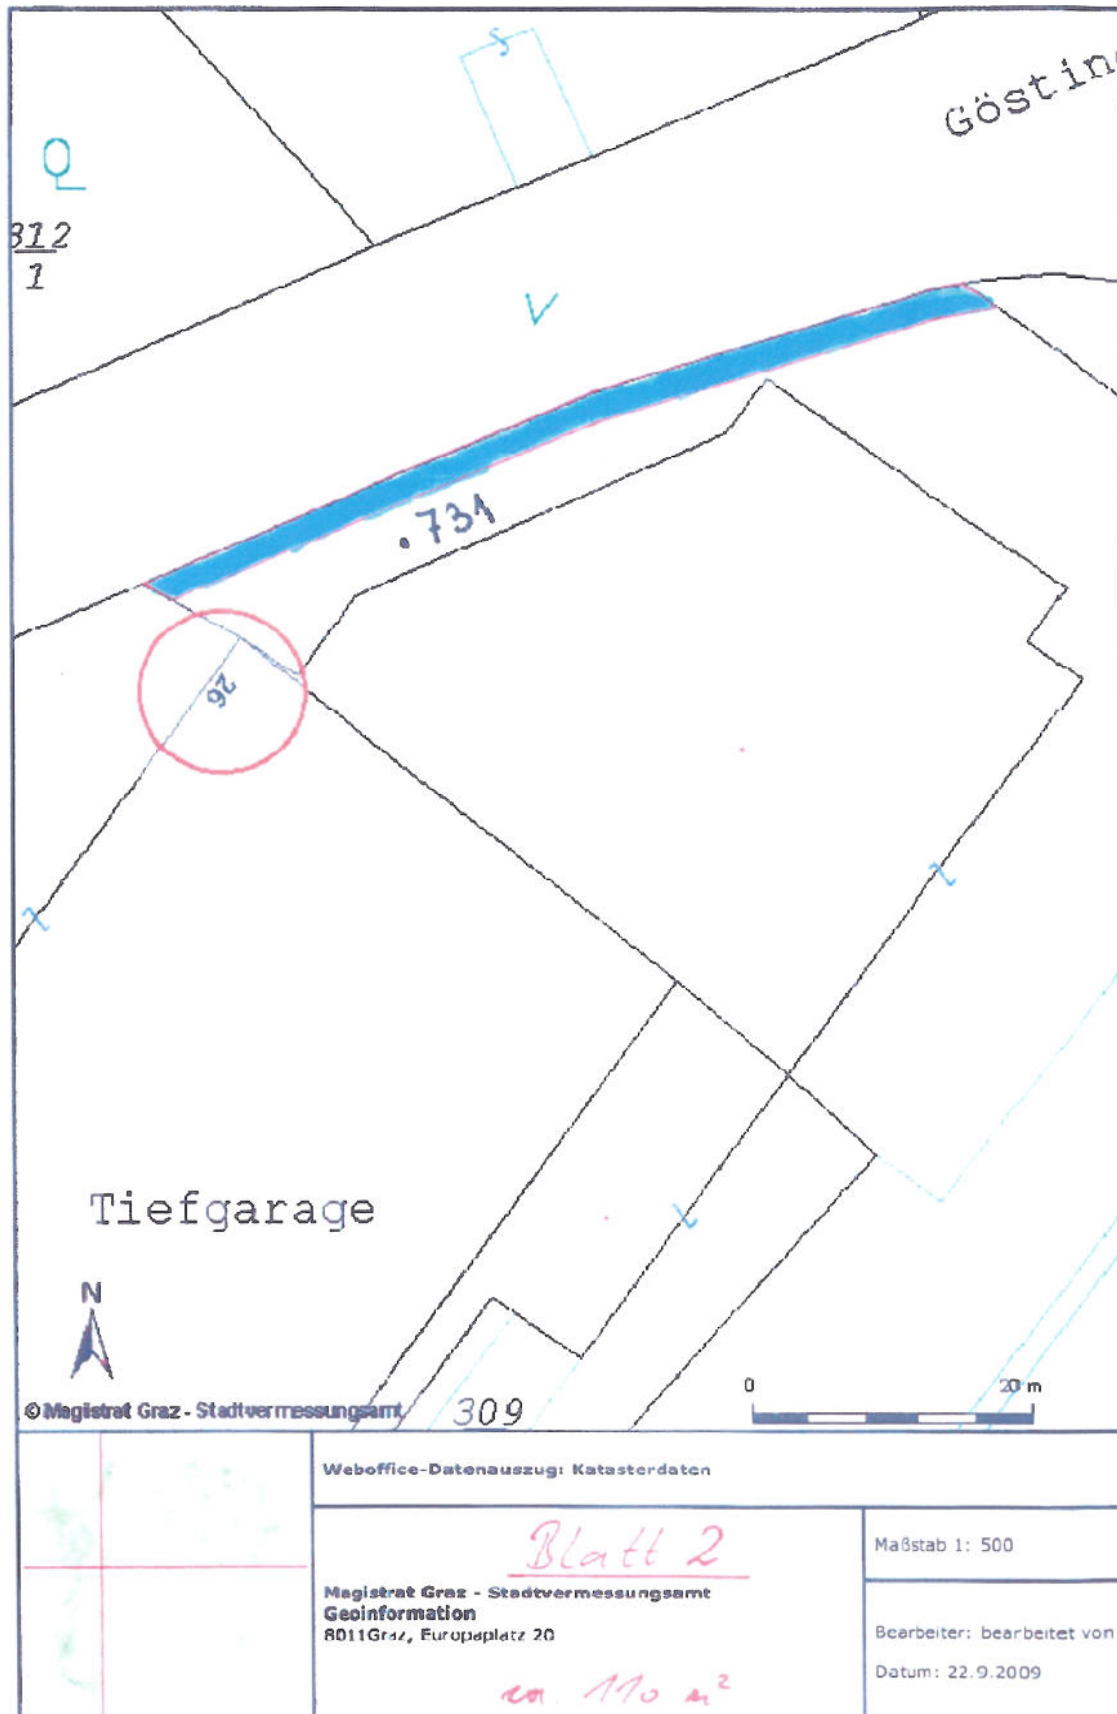 Göstin
312
1
.731
26
Tiefgarage
N
© Magistrat Graz - Stadtvermessungsamt
309
0 20 m
Weboffice-Datenauszug: Katasterdaten
Blatt 2
Maßstab 1: 500
Magistrat Graz - Stadtvermessungsamt
Geoinformation
8011Graz, Europaplatz 20
Bearbeiter: bearbeitet von
Datum: 22.9.2009
ca. 110 m²